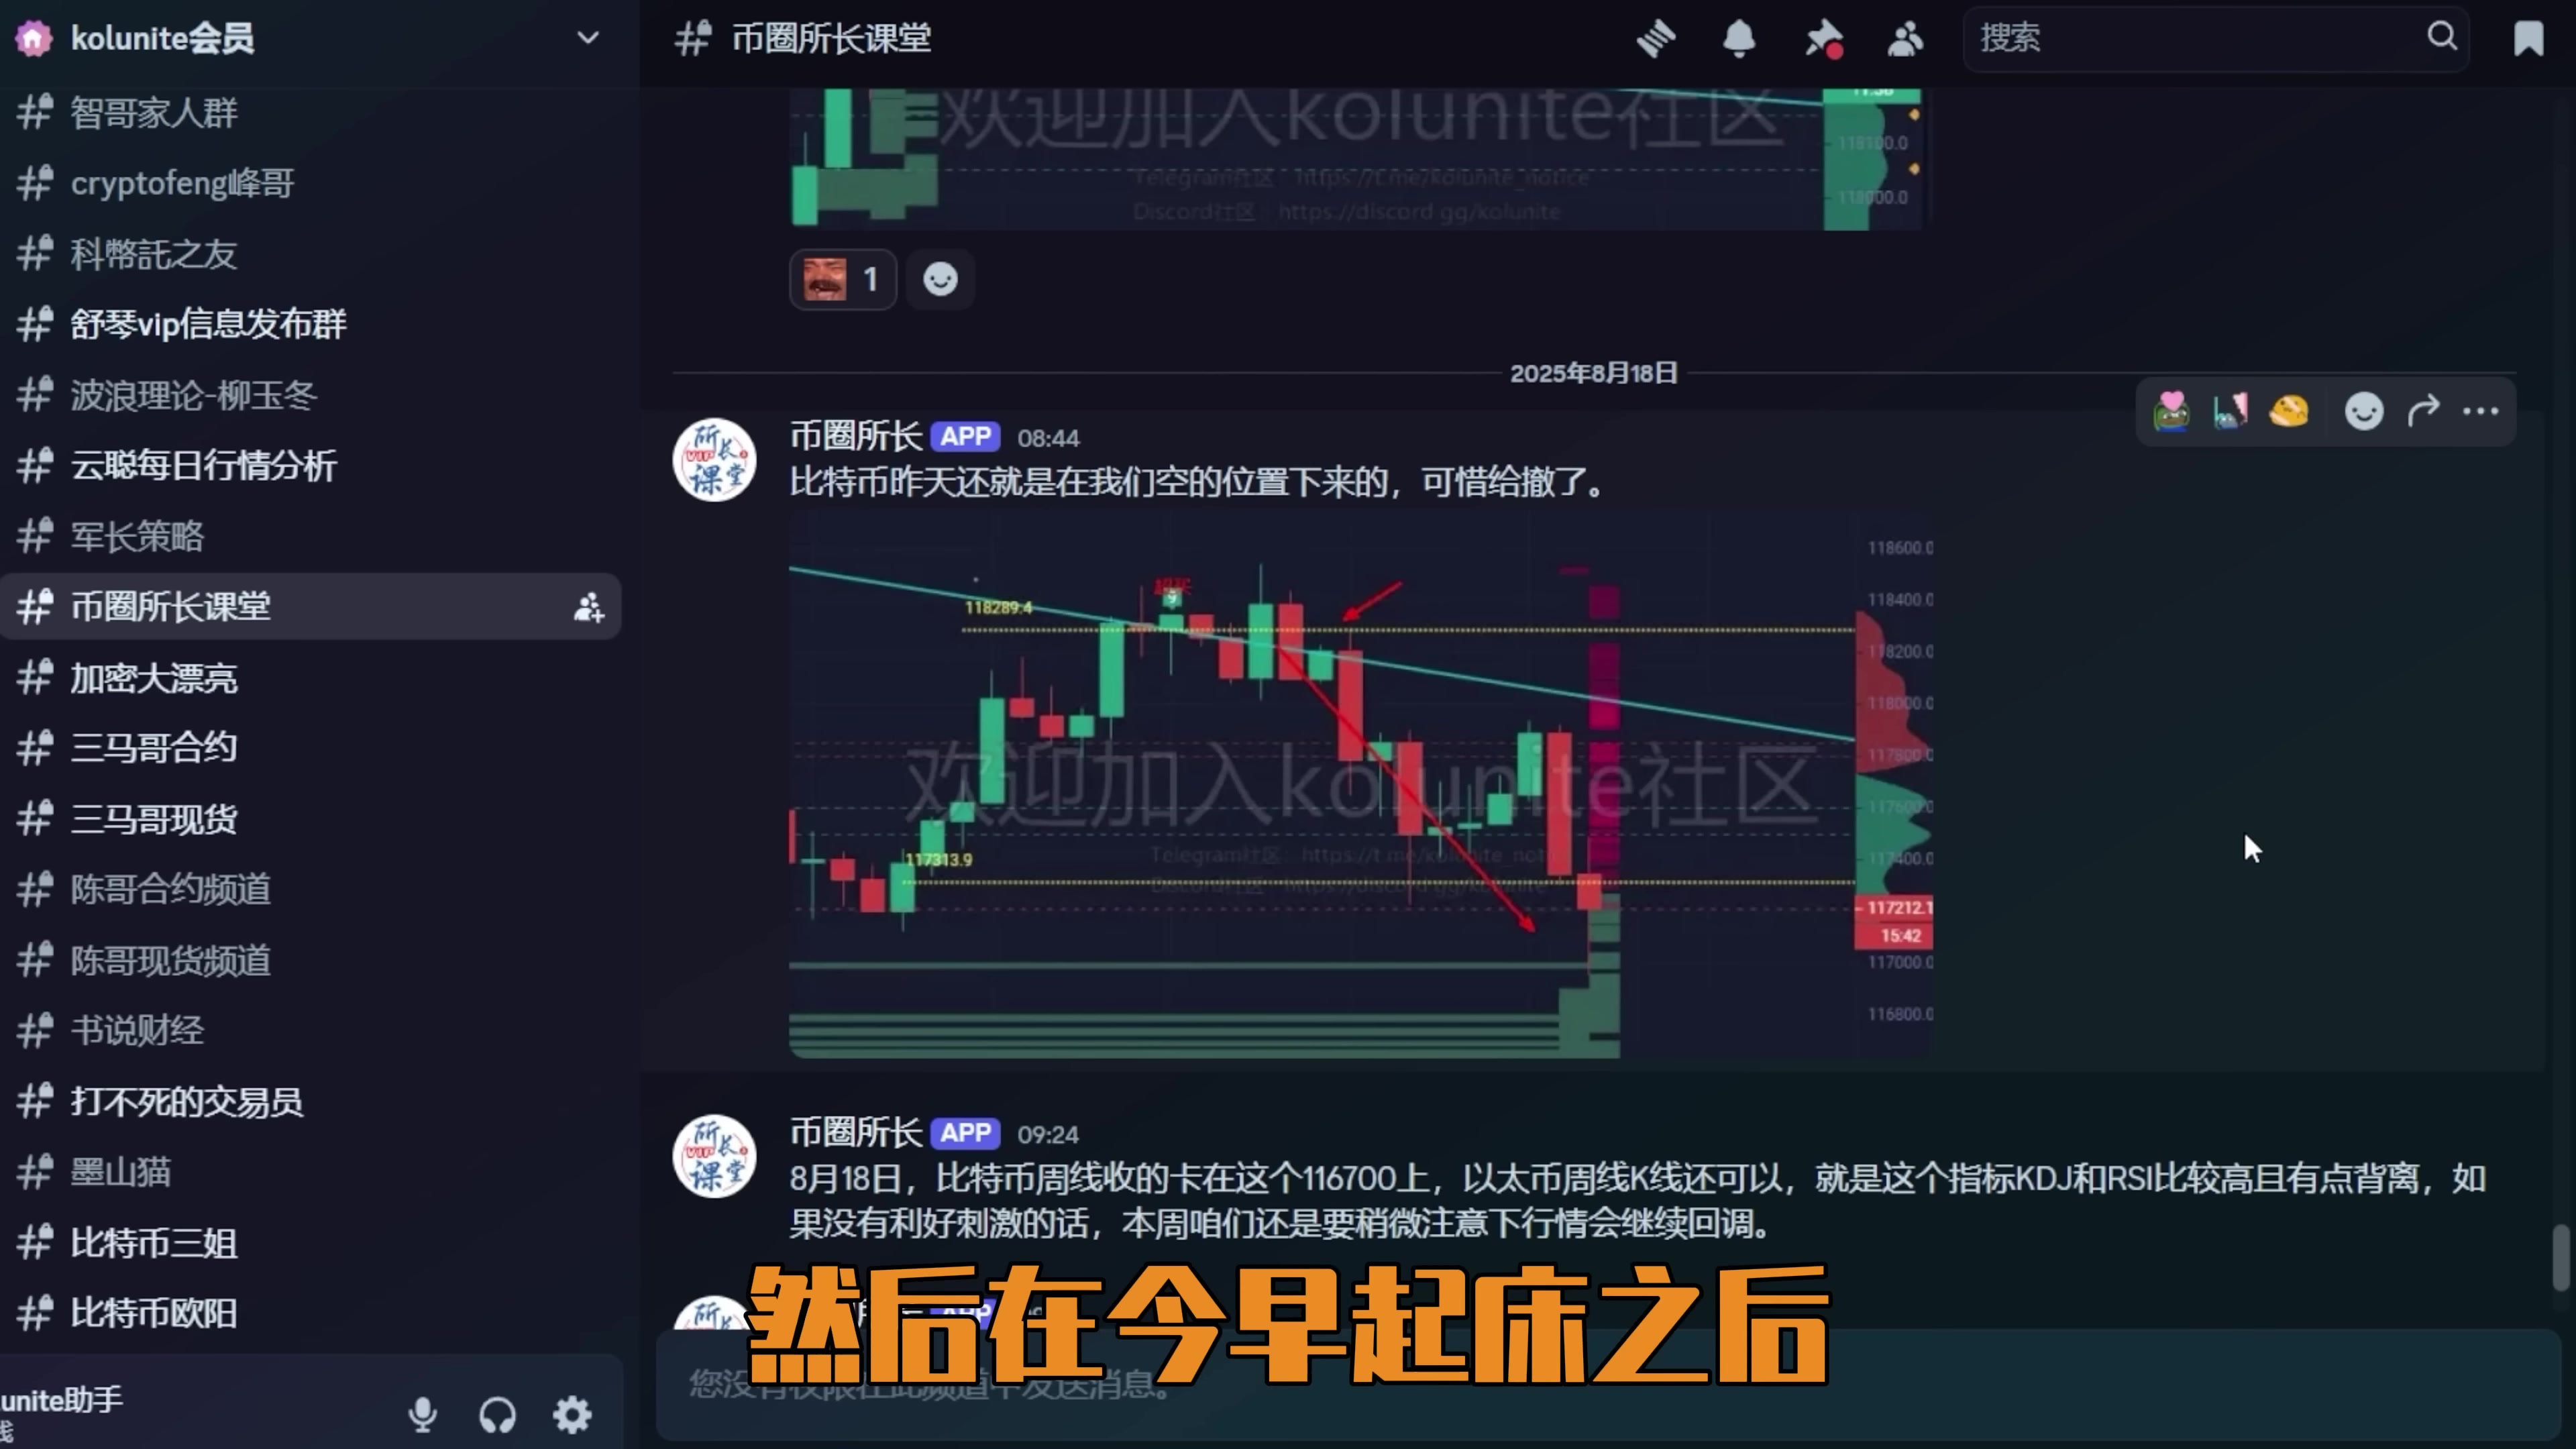 kolunite会员
智哥家人群
cryptofeng峰哥
科幣託之友
舒琴vip信息发布群
波浪理论-柳玉冬
云聪每日行情分析
军长策略
币圈所长课堂
加密大漂亮
三马哥合约
三马哥现货
陈哥合约频道
陈哥现货频道
书说财经
打不死的交易员
墨山猫
比特币三姐
比特币欧阳
unite助手
币圈所长课堂
搜索
欢迎加入kolunite社区
Telegram社区：https://t.me/kolunite_notice
Discord社区：https://discord.gg/kolunite
118100.0
118000.0
1
2025年8月18日
币圈所长 APP 08:44
比特币昨天还就是在我们空的位置下来的，可惜给撤了。
118600.0
118400.0
118289.4
9
118200.0
118000.0
117800.0
欢迎加入kolunite社区
117600.0
Telegram社区：https://t.me/kolunite_not
117400.0
117313.9
Discord社区：https://discord.gg/kolunite
117212.1
15:42
117000.0
116800.0
币圈所长 APP 09:24
8月18日，比特币周线收的卡在这个116700上，以太币周线K线还可以，就是这个指标KDJ和RSI比较高且有点背离，如
果没有利好刺激的话，本周咱们还是要稍微注意下行情会继续回调。
然后在今早起床之后
您没有权限在此频道中发送消息。